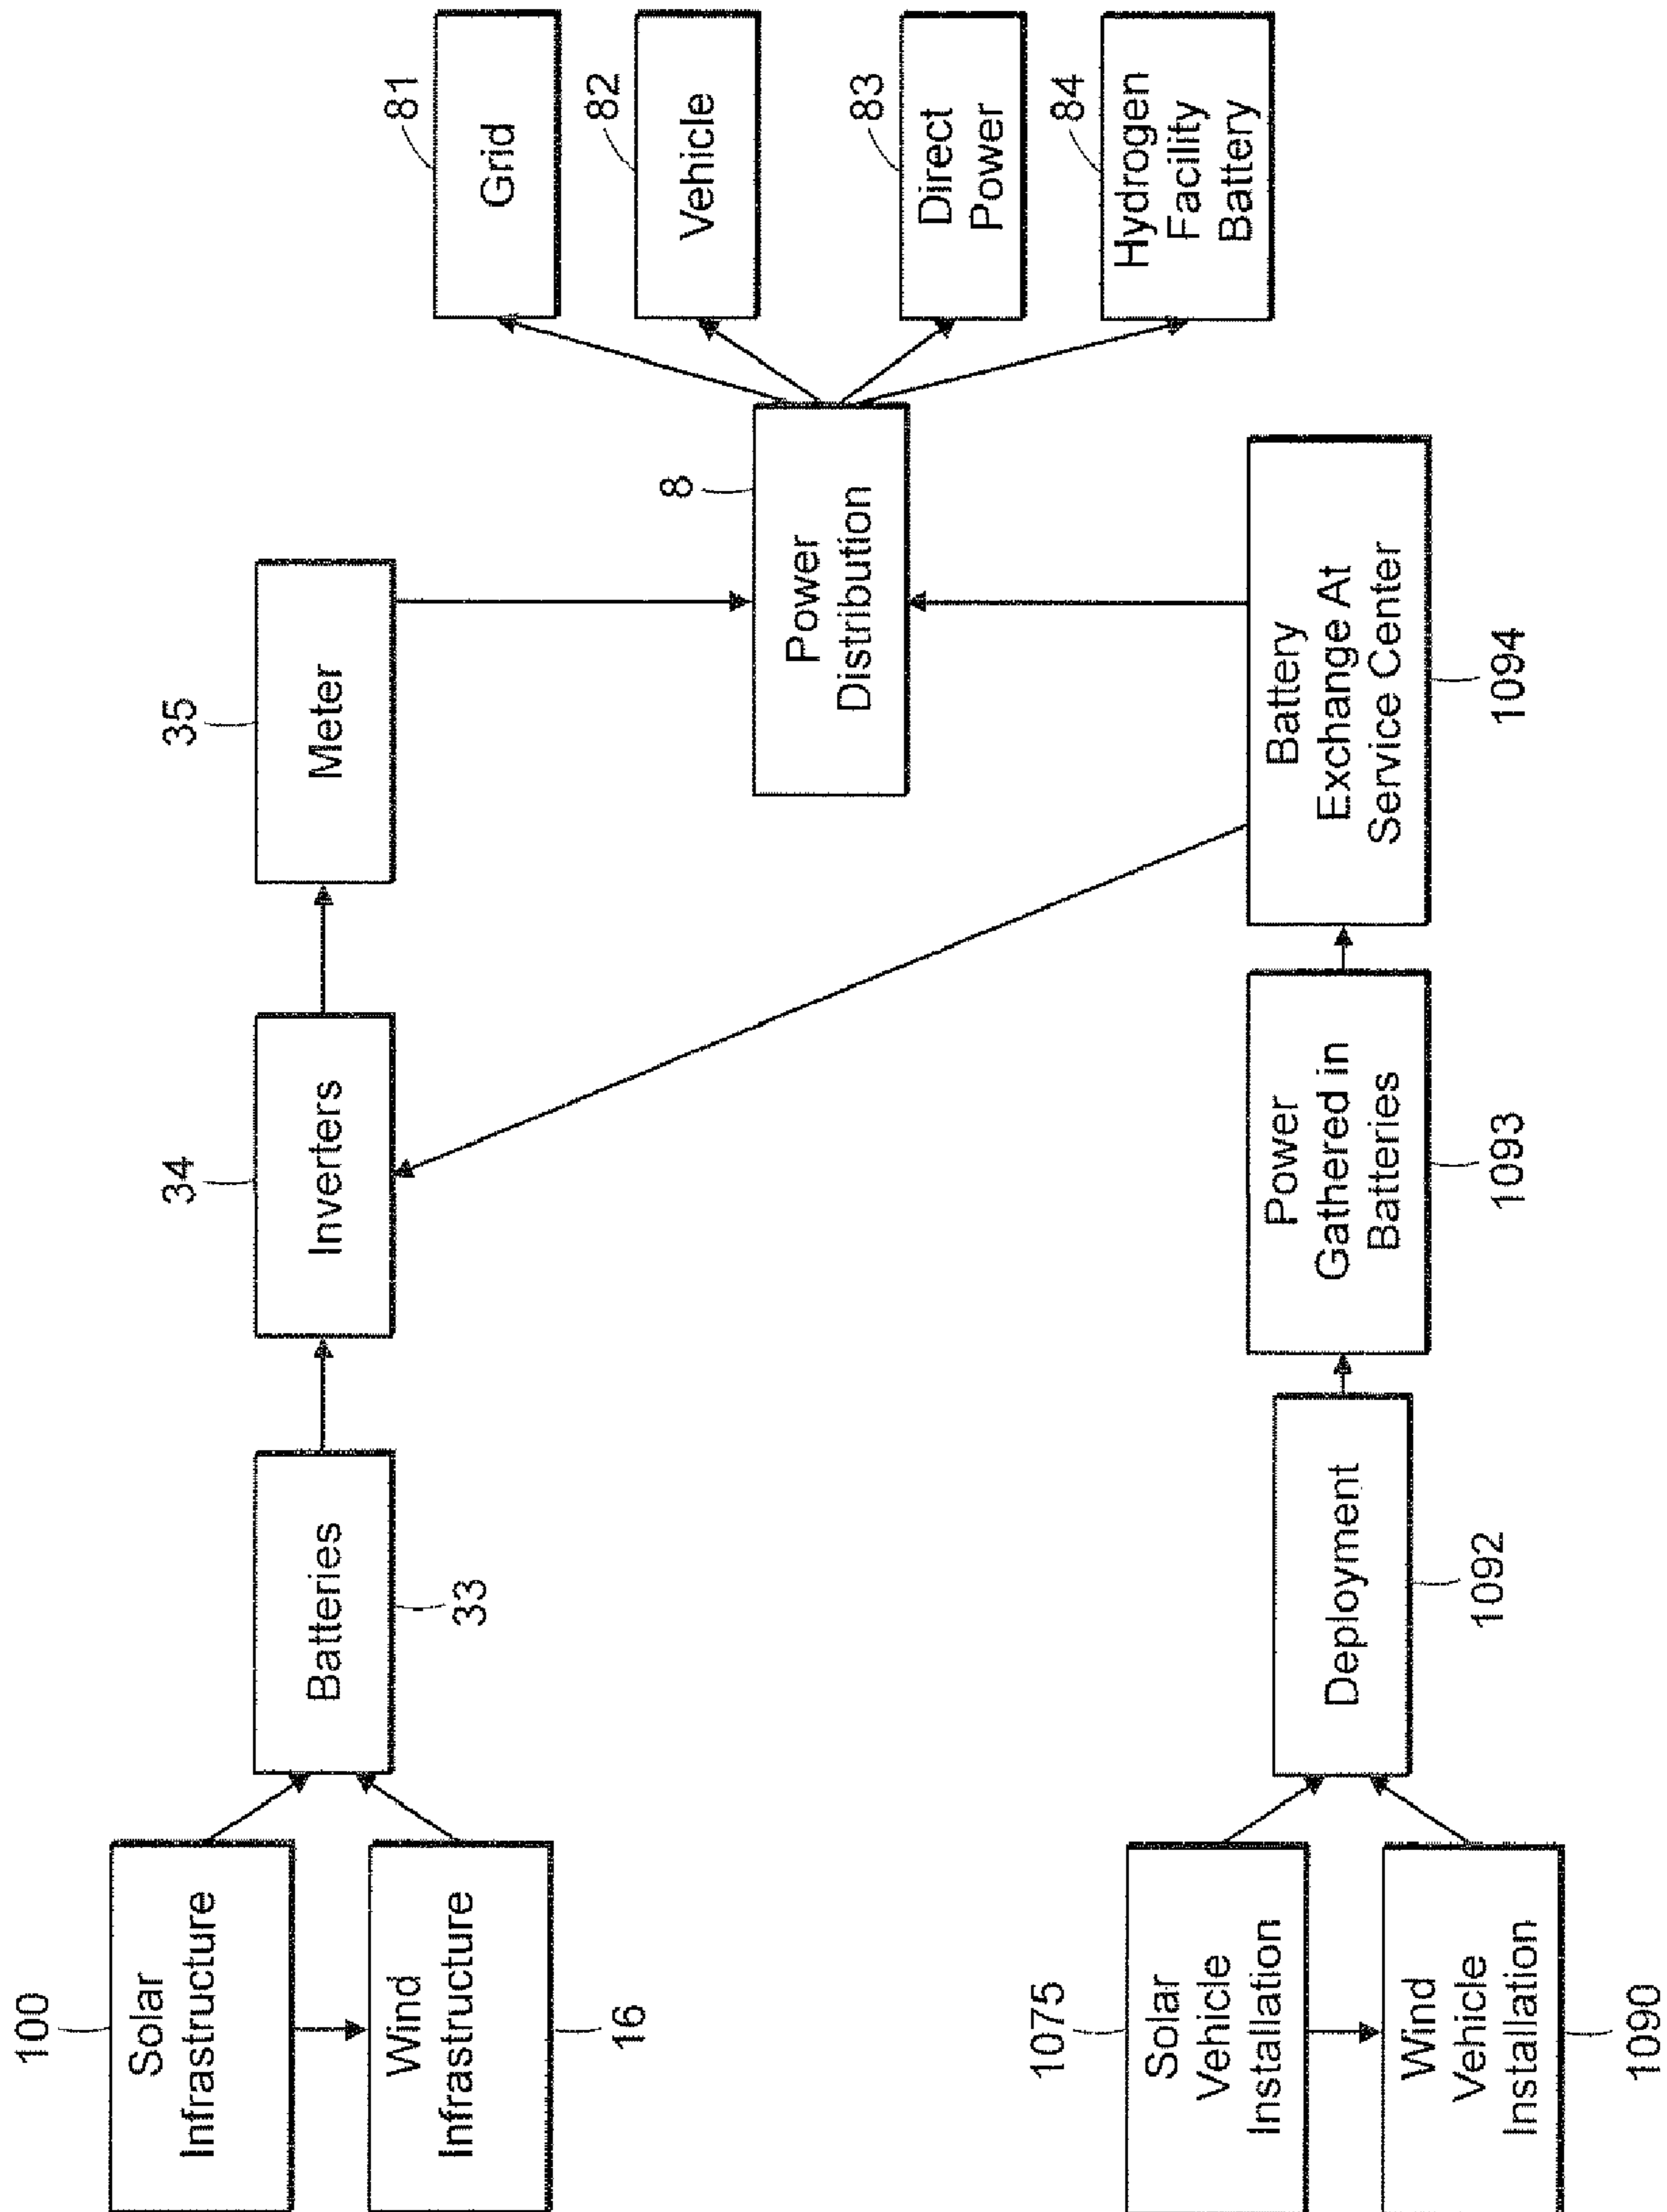 100
Solar
Infrastructure
Wind
Infrastructure
16
Batteries
33
34
Inverters
35
Meter
8
Power
Distribution
81
Grid
82
Vehicle
83
Direct
Power
84
Hydrogen
Facility
Battery
1075
Solar
Vehicle
Installation
Wind
Vehicle
Installation
1090
Deployment
1092
Power
Gathered in
Batteries
1093
Battery
Exchange At
Service Center
1094